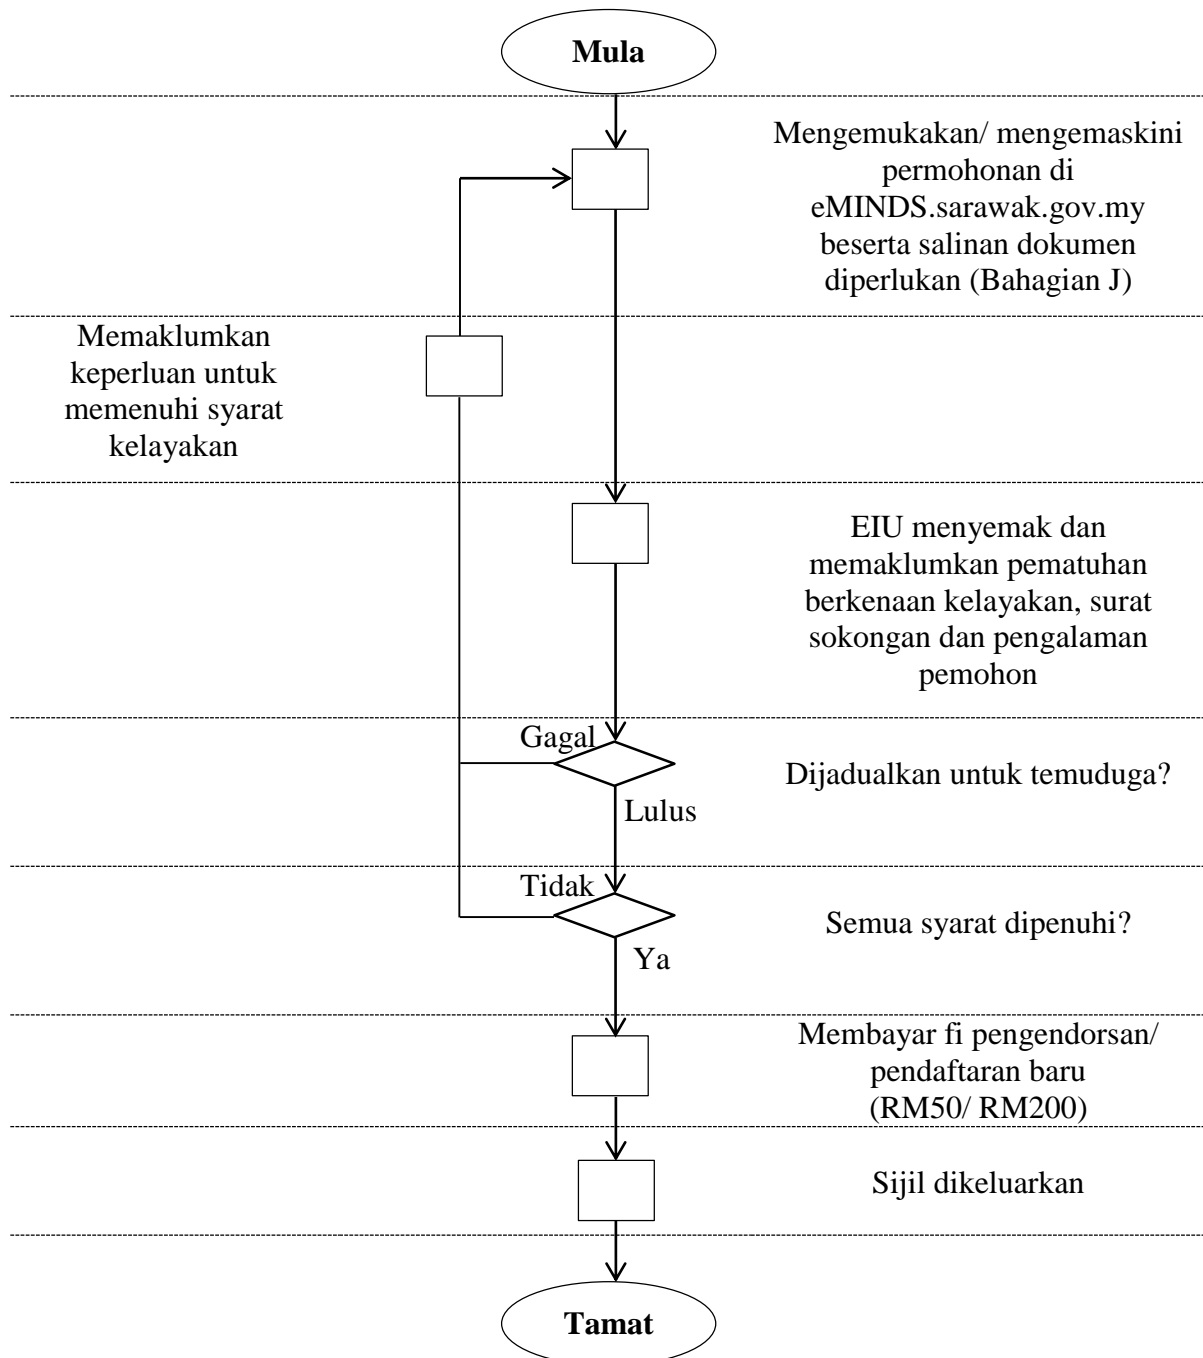 Mula
Mengemukakan/ mengemaskini
permohonan di
eMINDS.sarawak.gov.my
beserta salinan dokumen
diperlukan (Bahagian J)
Memaklumkan
keperluan untuk
memenuhi syarat
kelayakan
EIU menyemak dan
memaklumkan pematuhan
berkenaan kelayakan, surat
sokongan dan pengalaman
pemohon
Gagal
Dijadualkan untuk temuduga?
Lulus
Tidak
Semua syarat dipenuhi?
Ya
Membayar fi pengendorsan/
pendaftaran baru
(RM50/ RM200)
Sijil dikeluarkan
Tamat